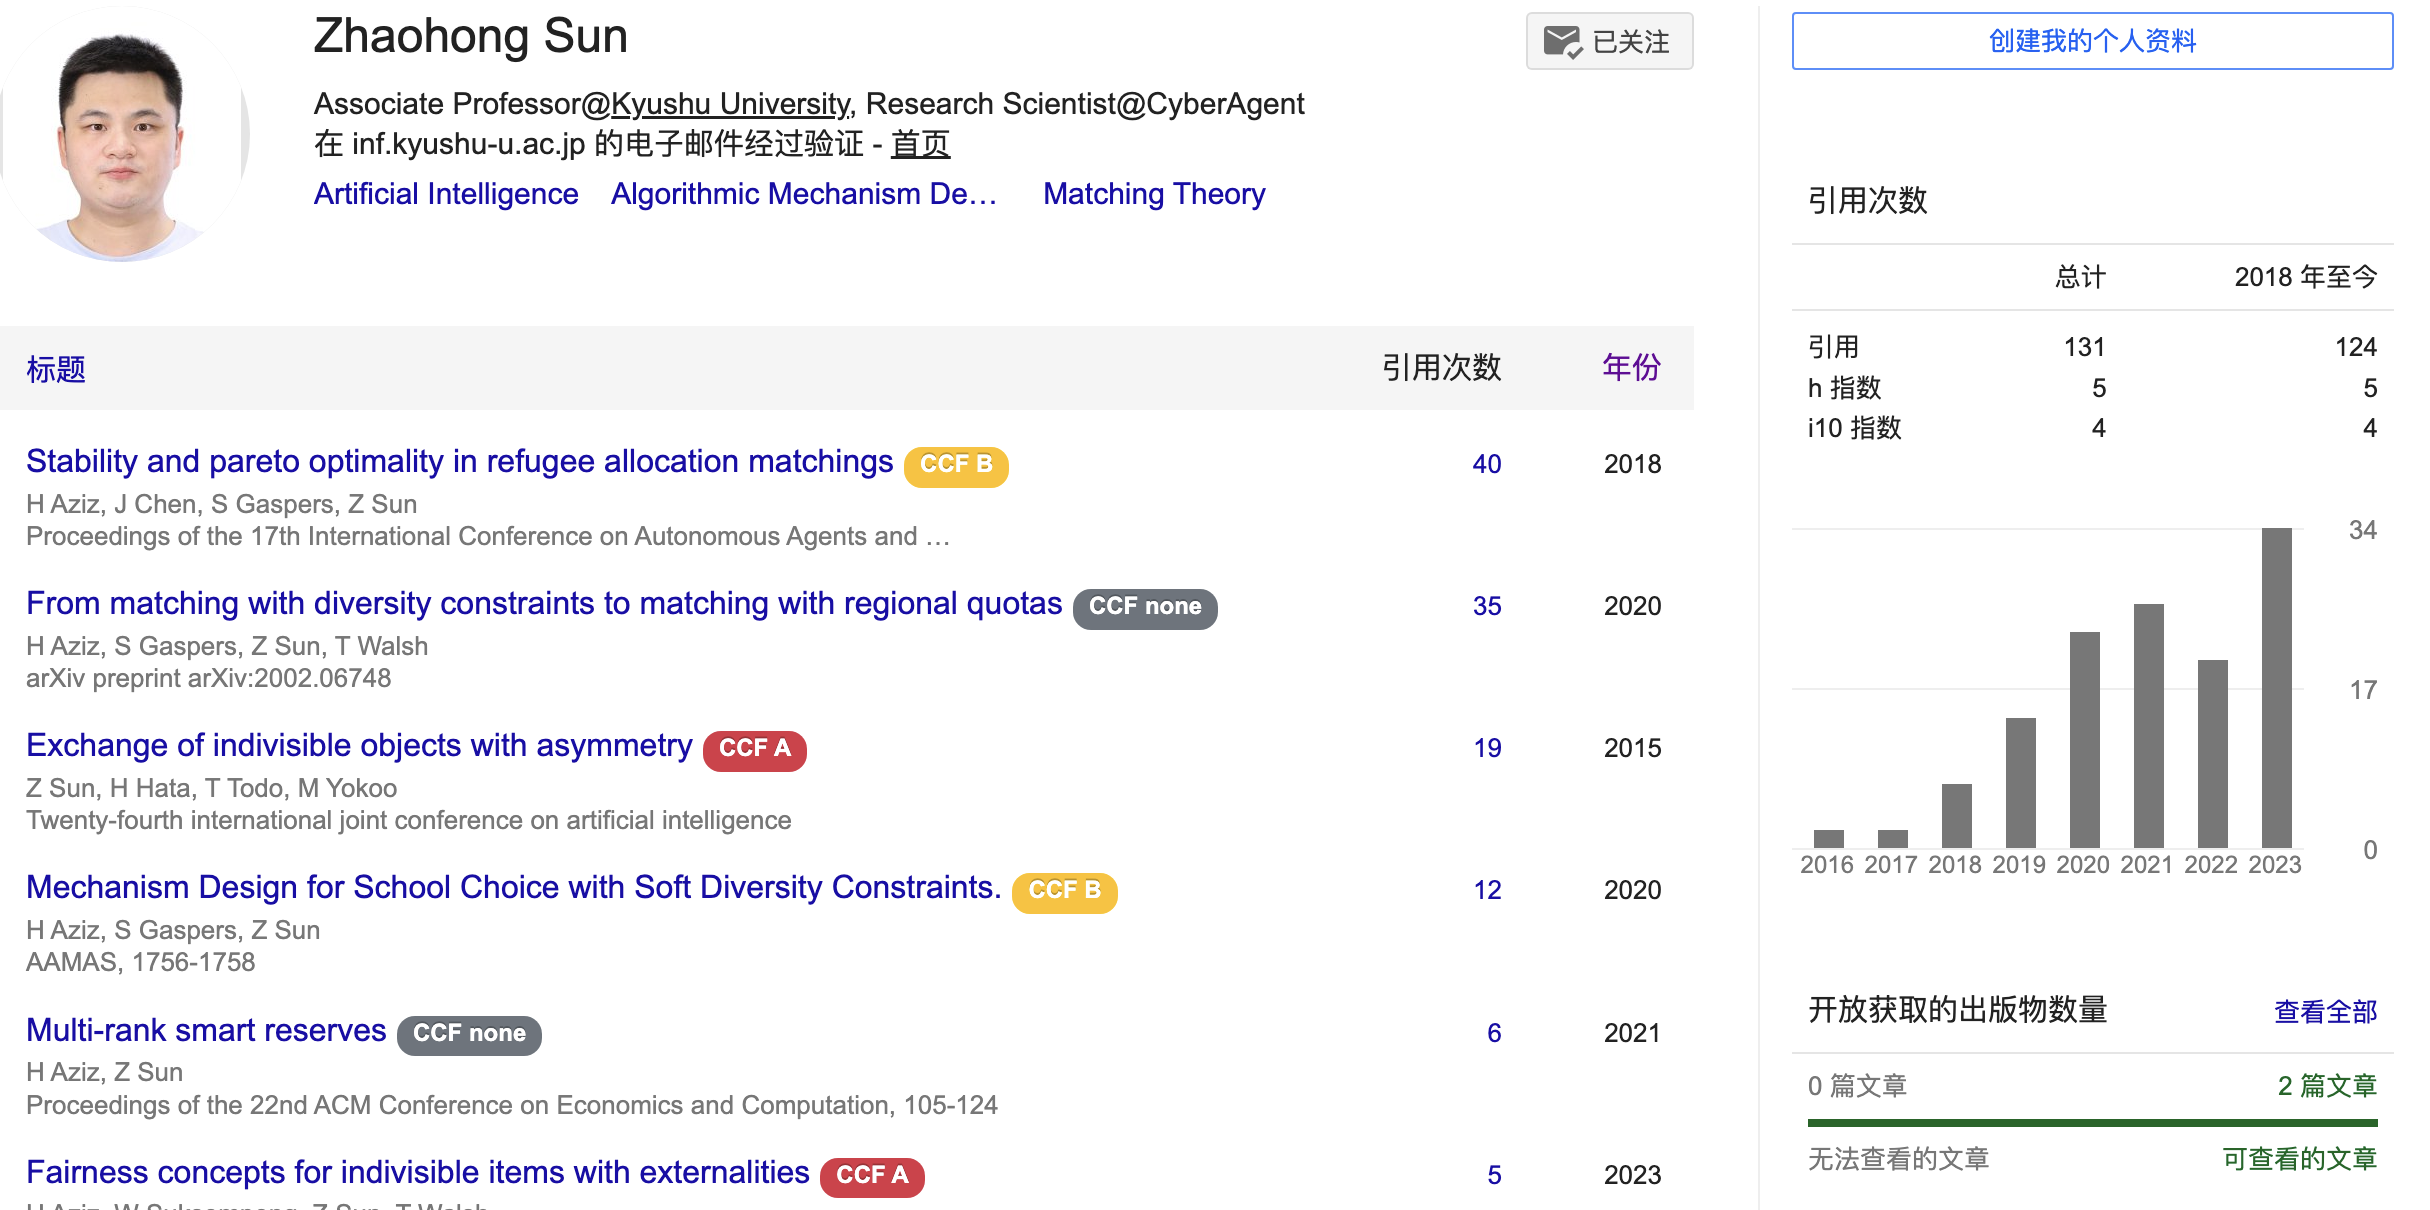 Zhaohong Sun
已关注
Associate Professor@Kyushu University, Research Scientist@CyberAgent
在 inf.kyushu-u.ac.jp 的电子邮件经过验证 - 首页
Artificial Intelligence Algorithmic Mechanism De… Matching Theory
标题 引用次数 年份
Stability and pareto optimality in refugee allocation matchings CCF B 40 2018
H Aziz, J Chen, S Gaspers, Z Sun
Proceedings of the 17th International Conference on Autonomous Agents and …
From matching with diversity constraints to matching with regional quotas CCF none 35 2020
H Aziz, S Gaspers, Z Sun, T Walsh
arXiv preprint arXiv:2002.06748
Exchange of indivisible objects with asymmetry CCF A 19 2015
Z Sun, H Hata, T Todo, M Yokoo
Twenty-fourth international joint conference on artificial intelligence
Mechanism Design for School Choice with Soft Diversity Constraints. CCF B 12 2020
H Aziz, S Gaspers, Z Sun
AAMAS, 1756-1758
Multi-rank smart reserves CCF none 6 2021
H Aziz, Z Sun
Proceedings of the 22nd ACM Conference on Economics and Computation, 105-124
Fairness concepts for indivisible items with externalities CCF A 5 2023
创建我的个人资料
引用次数
总计 2018 年至今
引用 131 124
h 指数 5 5
i10 指数 4 4
34
17
0
2016 2017 2018 2019 2020 2021 2022 2023
开放获取的出版物数量 查看全部
0 篇文章 2 篇文章
无法查看的文章 可查看的文章